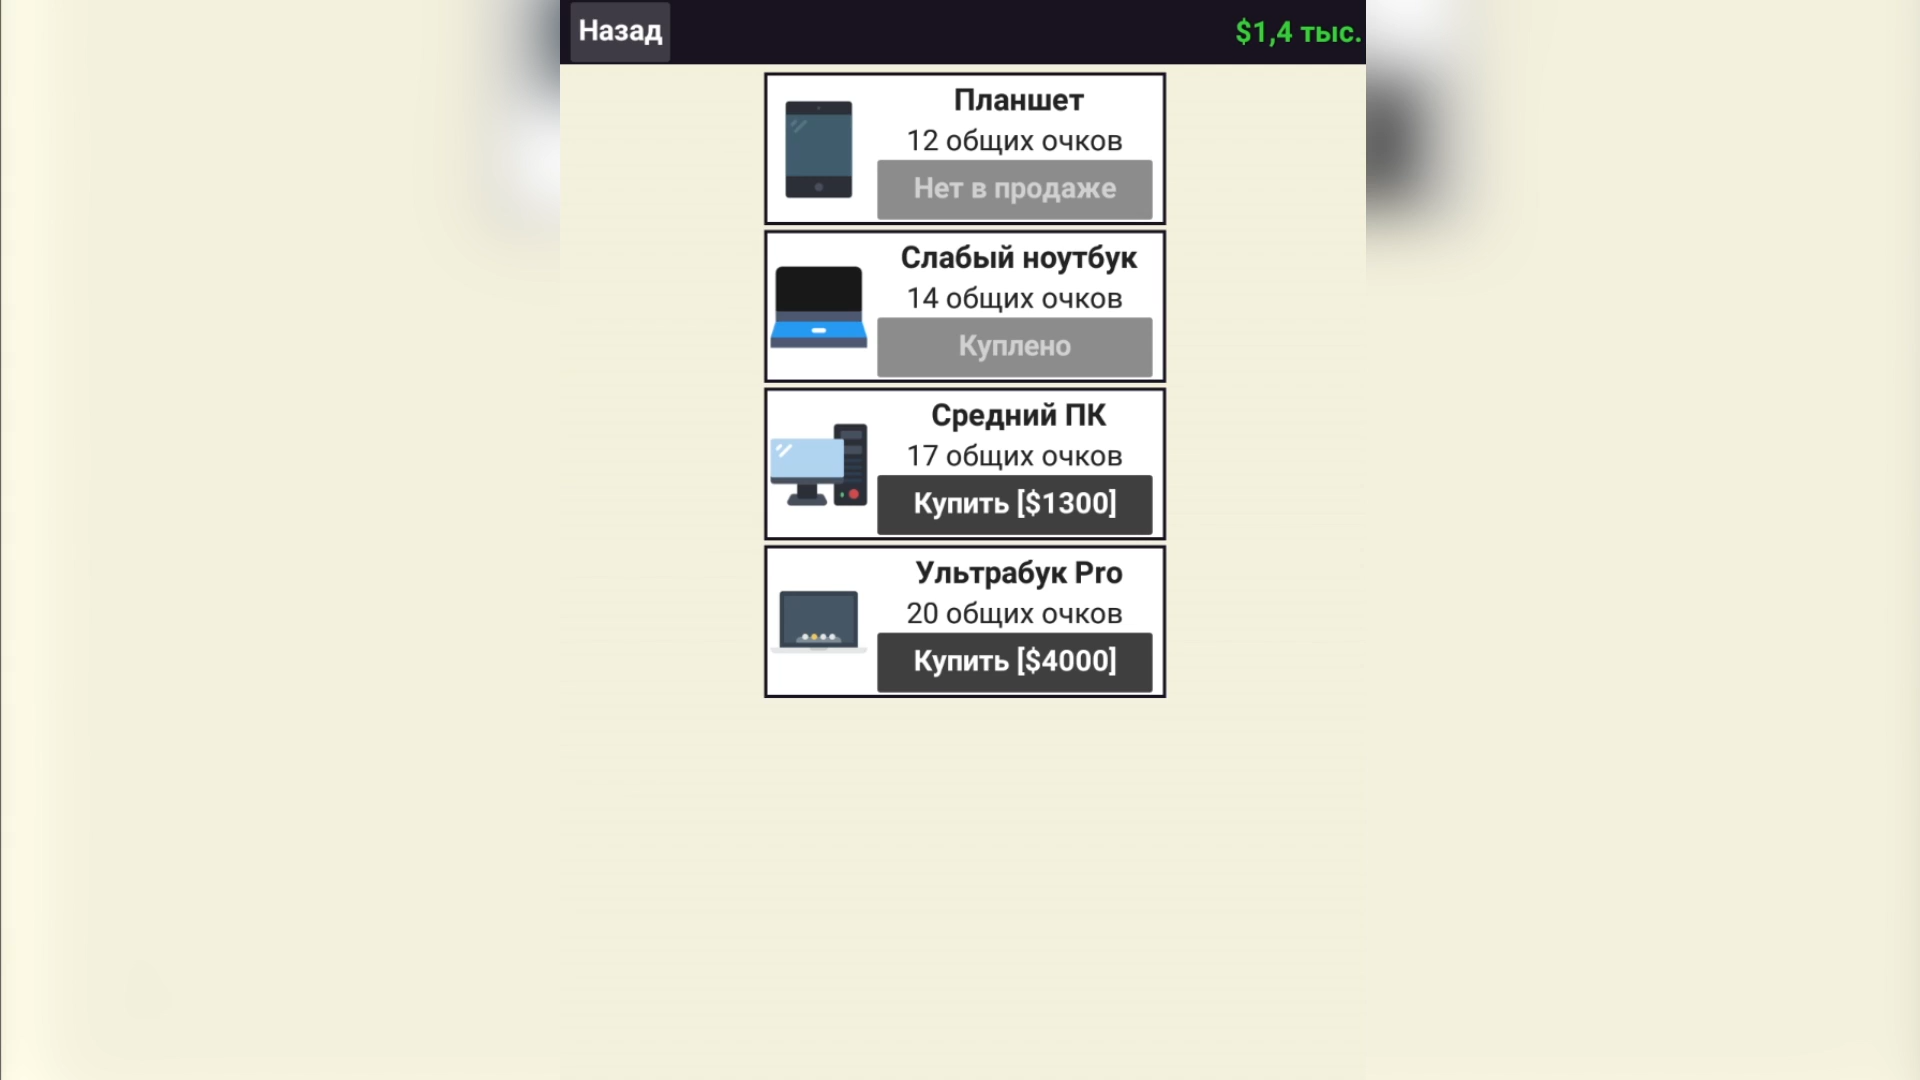 Назад
$1,4 тыс.
Планшет
12 общих очков
Нет в продаже
Слабый ноутбук
14 общих очков
Куплено
Средний ПК
17 общих очков
Купить [$1300]
Ультрабук Pro
20 общих очков
Купить [$4000]